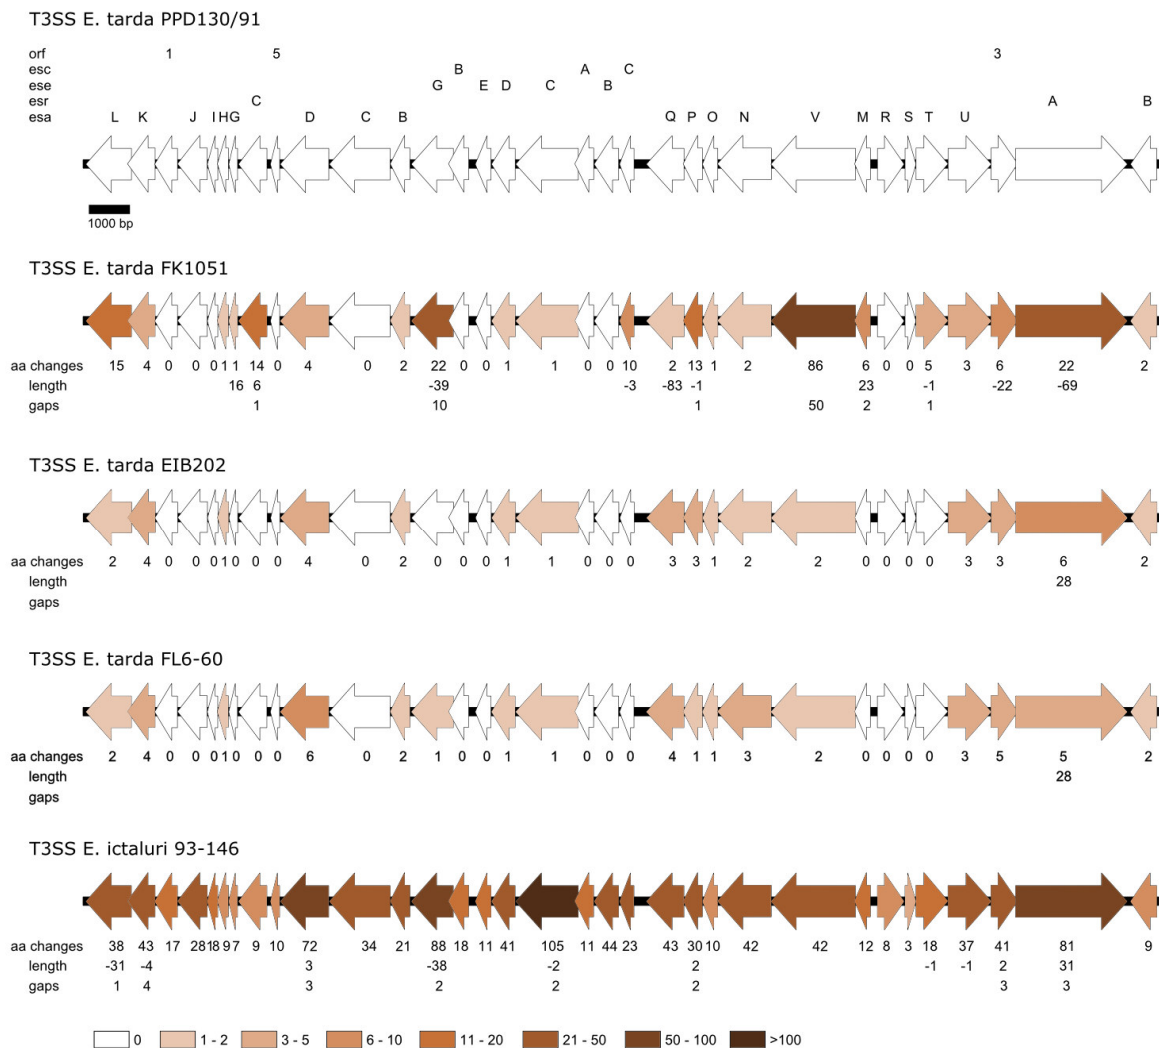 T3SS E. tarda PPD130/91
orf 1 5 3
esc B A C
ese G E D C B
esr C A B
esa L K J I H G D C B Q P O N V M R S T U
1000 bp
T3SS E. tarda FK1051
aa changes 15 4 0 0 0 1 1 14 0 4 0 2 22 0 0 1 1 0 0 10 2 13 1 2 86 6 0 0 5 3 6 22 2
length 16 6 -39 -3 -83 -1 23 -1 -22 -69
gaps 1 10 1 50 2 1
T3SS E. tarda EIB202
aa changes 2 4 0 0 0 1 0 0 0 4 0 2 0 0 0 1 1 0 0 0 3 3 1 2 2 0 0 0 0 3 3 6 2
length 28
gaps
T3SS E. tarda FL6-60
aa changes 2 4 0 0 0 1 0 0 0 6 0 2 1 0 0 1 1 0 0 0 4 1 1 3 2 0 0 0 0 3 5 5 2
length 28
gaps
T3SS E. ictaluri 93-146
aa changes 38 43 17 28 18 9 7 9 10 72 34 21 88 18 11 41 105 11 44 23 43 30 10 42 42 12 8 3 18 37 41 81 9
length -31 -4 3 -38 -2 2 -1 -1 2 31
gaps 1 4 3 2 2 2 3 3
0 1 - 2 3 - 5 6 - 10 11 - 20 21 - 50 50 - 100 >100